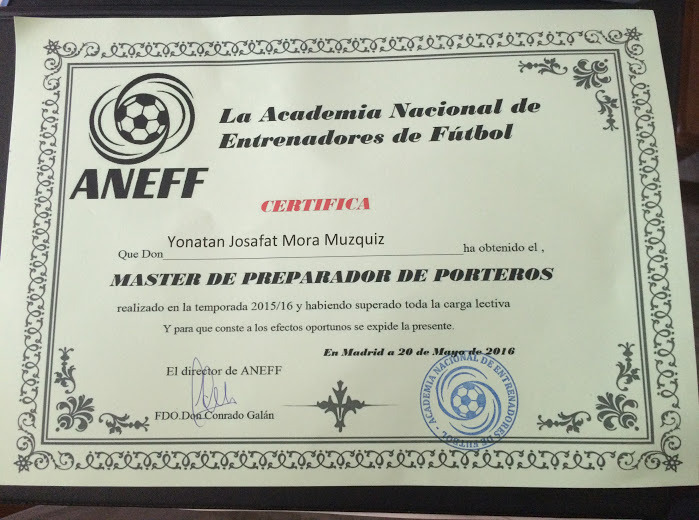 La Academia Nacional de
Entrenadores de Fútbol
ANEFF
CERTIFICA
Que Don Yonatan Josafat Mora Muzquiz ha obtenido el ,
MASTER DE PREPARADOR DE PORTEROS
realizado en la temporada 2015/16 y habiendo superado toda la carga lectiva
Y para que conste a los efectos oportunos se expide la presente.
En Madrid a 20 de Mayo de 2016
El director de ANEFF
FDO.Don Conrado Galán
ACADEMIA NACIONAL DE ENTRENADORES DE FUTBOL